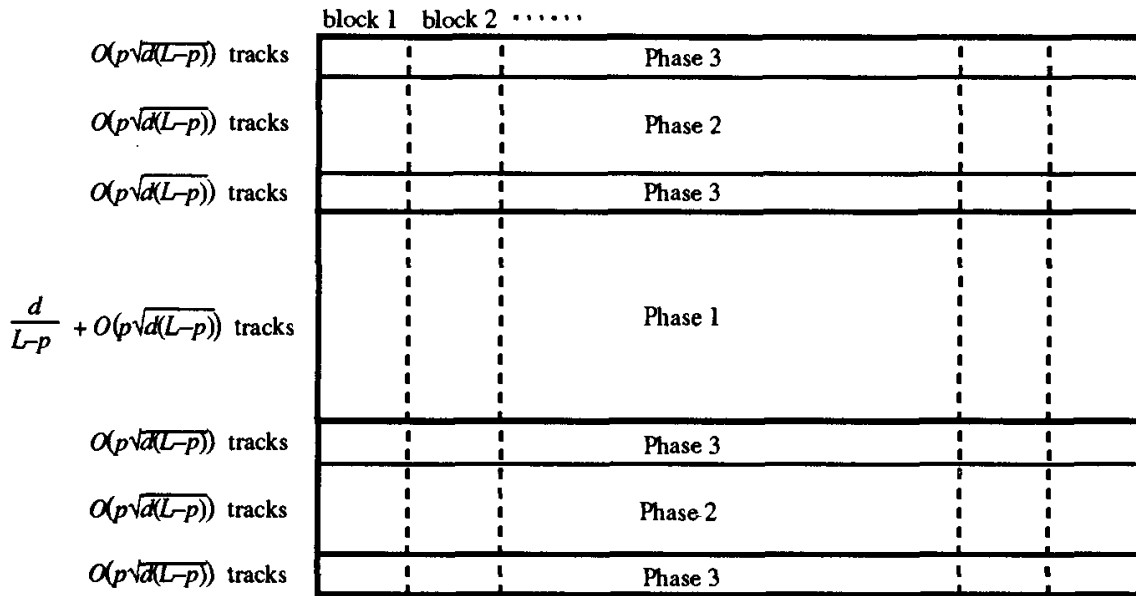 block 1 block 2 ······
O(p√d(L–p)) tracks Phase 3
O(p√d(L–p)) tracks Phase 2
O(p√d(L–p)) tracks Phase 3
d/L–p + O(p√d(L–p)) tracks Phase 1
O(p√d(L–p)) tracks Phase 3
O(p√d(L–p)) tracks Phase 2
O(p√d(L–p)) tracks Phase 3